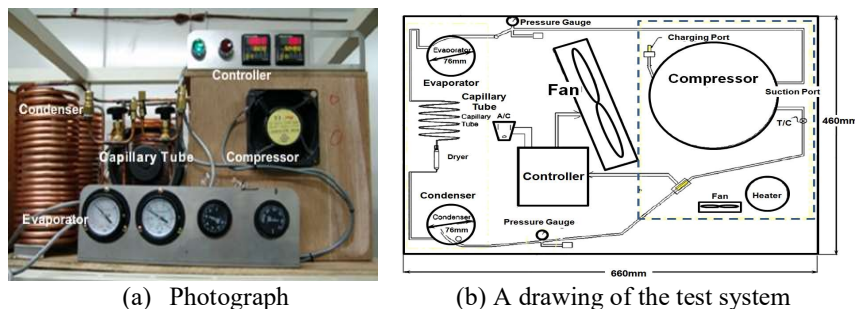 Controller
Condenser
Capillary Tube
Compressor
Evaporator
(a) Photograph
Pressure Gauge
Evaporator
76mm
Evaporator
Fan
Charging Port
Compressor
Suction Port
Capillary
Tube
Capillary
Tube
A/C
T/C
460mm
Dryer
Controller
Condenser
Condenser
76mm
Pressure Gauge
Fan
Heater
660mm
(b) A drawing of the test system